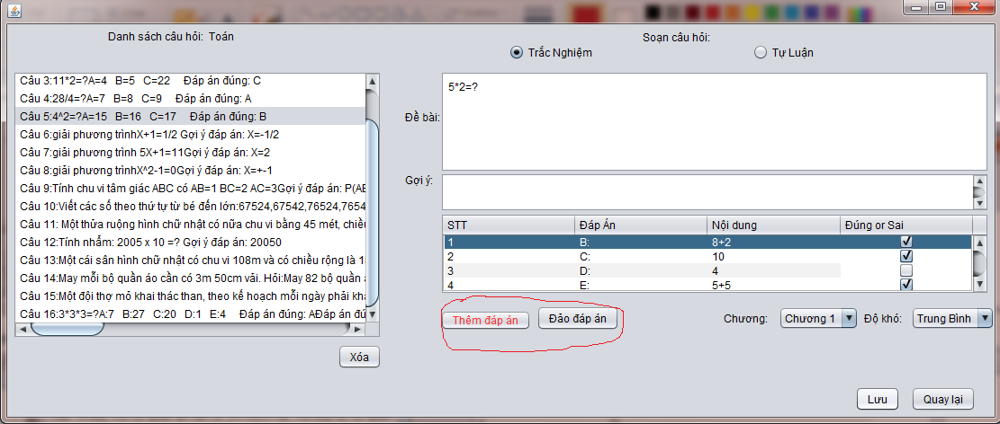 Danh sách câu hỏi: Toán
Soạn câu hỏi:
Trắc Nghiệm
Tự Luận
Câu 3:11*2=?A=4 B=5 C=22 Đáp án đúng: C
Câu 4:28/4=?A=7 B=8 C=9 Đáp án đúng: A
Câu 5:4^2=?A=15 B=16 C=17 Đáp án đúng: B
Câu 6:giải phương trìnhX+1=1/2 Gợi ý đáp án: X=-1/2
Câu 7:giải phương trình 5X+1=11Gợi ý đáp án: X=2
Câu 8:giải phương trìnhX^2-1=0Gợi ý đáp án: X=+-1
Câu 9:Tính chu vi tâm giác ABC có AB=1 BC=2 AC=3Gợi ý đáp án: P(AB
Câu 10:Viết các số theo thứ tự từ bé đến lớn:67524,67542,76524,7654
Câu 11: Một thửa ruộng hình chữ nhật có nữa chu vi bằng 45 mét, chiều
Câu 12:Tính nhẩm: 2005 x 10 =? Gợi ý đáp án: 20050
Câu 13:Một cái sân hình chữ nhật có chu vi 108m và có chiều rộng là 1
Câu 14:May mỗi bộ quần áo cần có 3m 50cm vải. Hỏi:May 82 bộ quần á
Câu 15:Một đội thợ mỏ khai thác than, theo kế hoạch mỗi ngày phải kha
Câu 16:3*3*3=?A:7 B:27 C:20 D:1 E:4 Đáp án đúng: AĐáp án đú
Xóa
Đề bài:
5*2=?
Gợi ý:
STT Đáp Án Nội dung Đúng or Sai
1 B: 8+2
2 C: 10
3 D: 4
4 E: 5+5
Thêm đáp án
Đảo đáp án
Chương: Chương 1
Độ khó: Trung Bình
Lưu
Quay lại